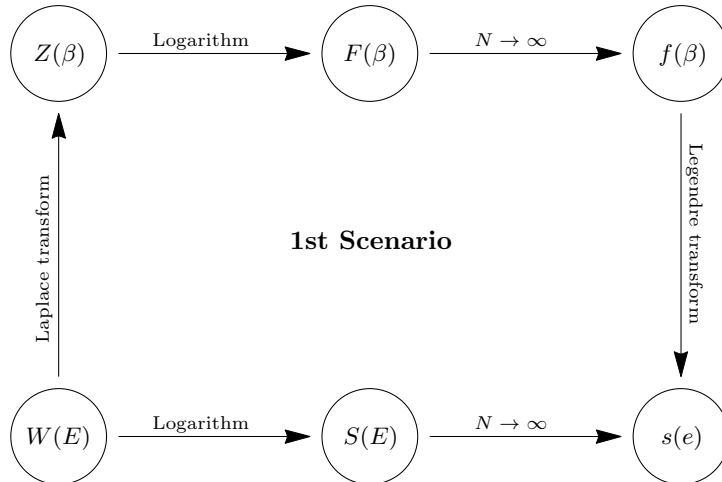 Z(β) Logarithm F(β) N → ∞ f(β)
Laplace transform
1st Scenario
Legendre transform
W(E) Logarithm S(E) N → ∞ s(e)